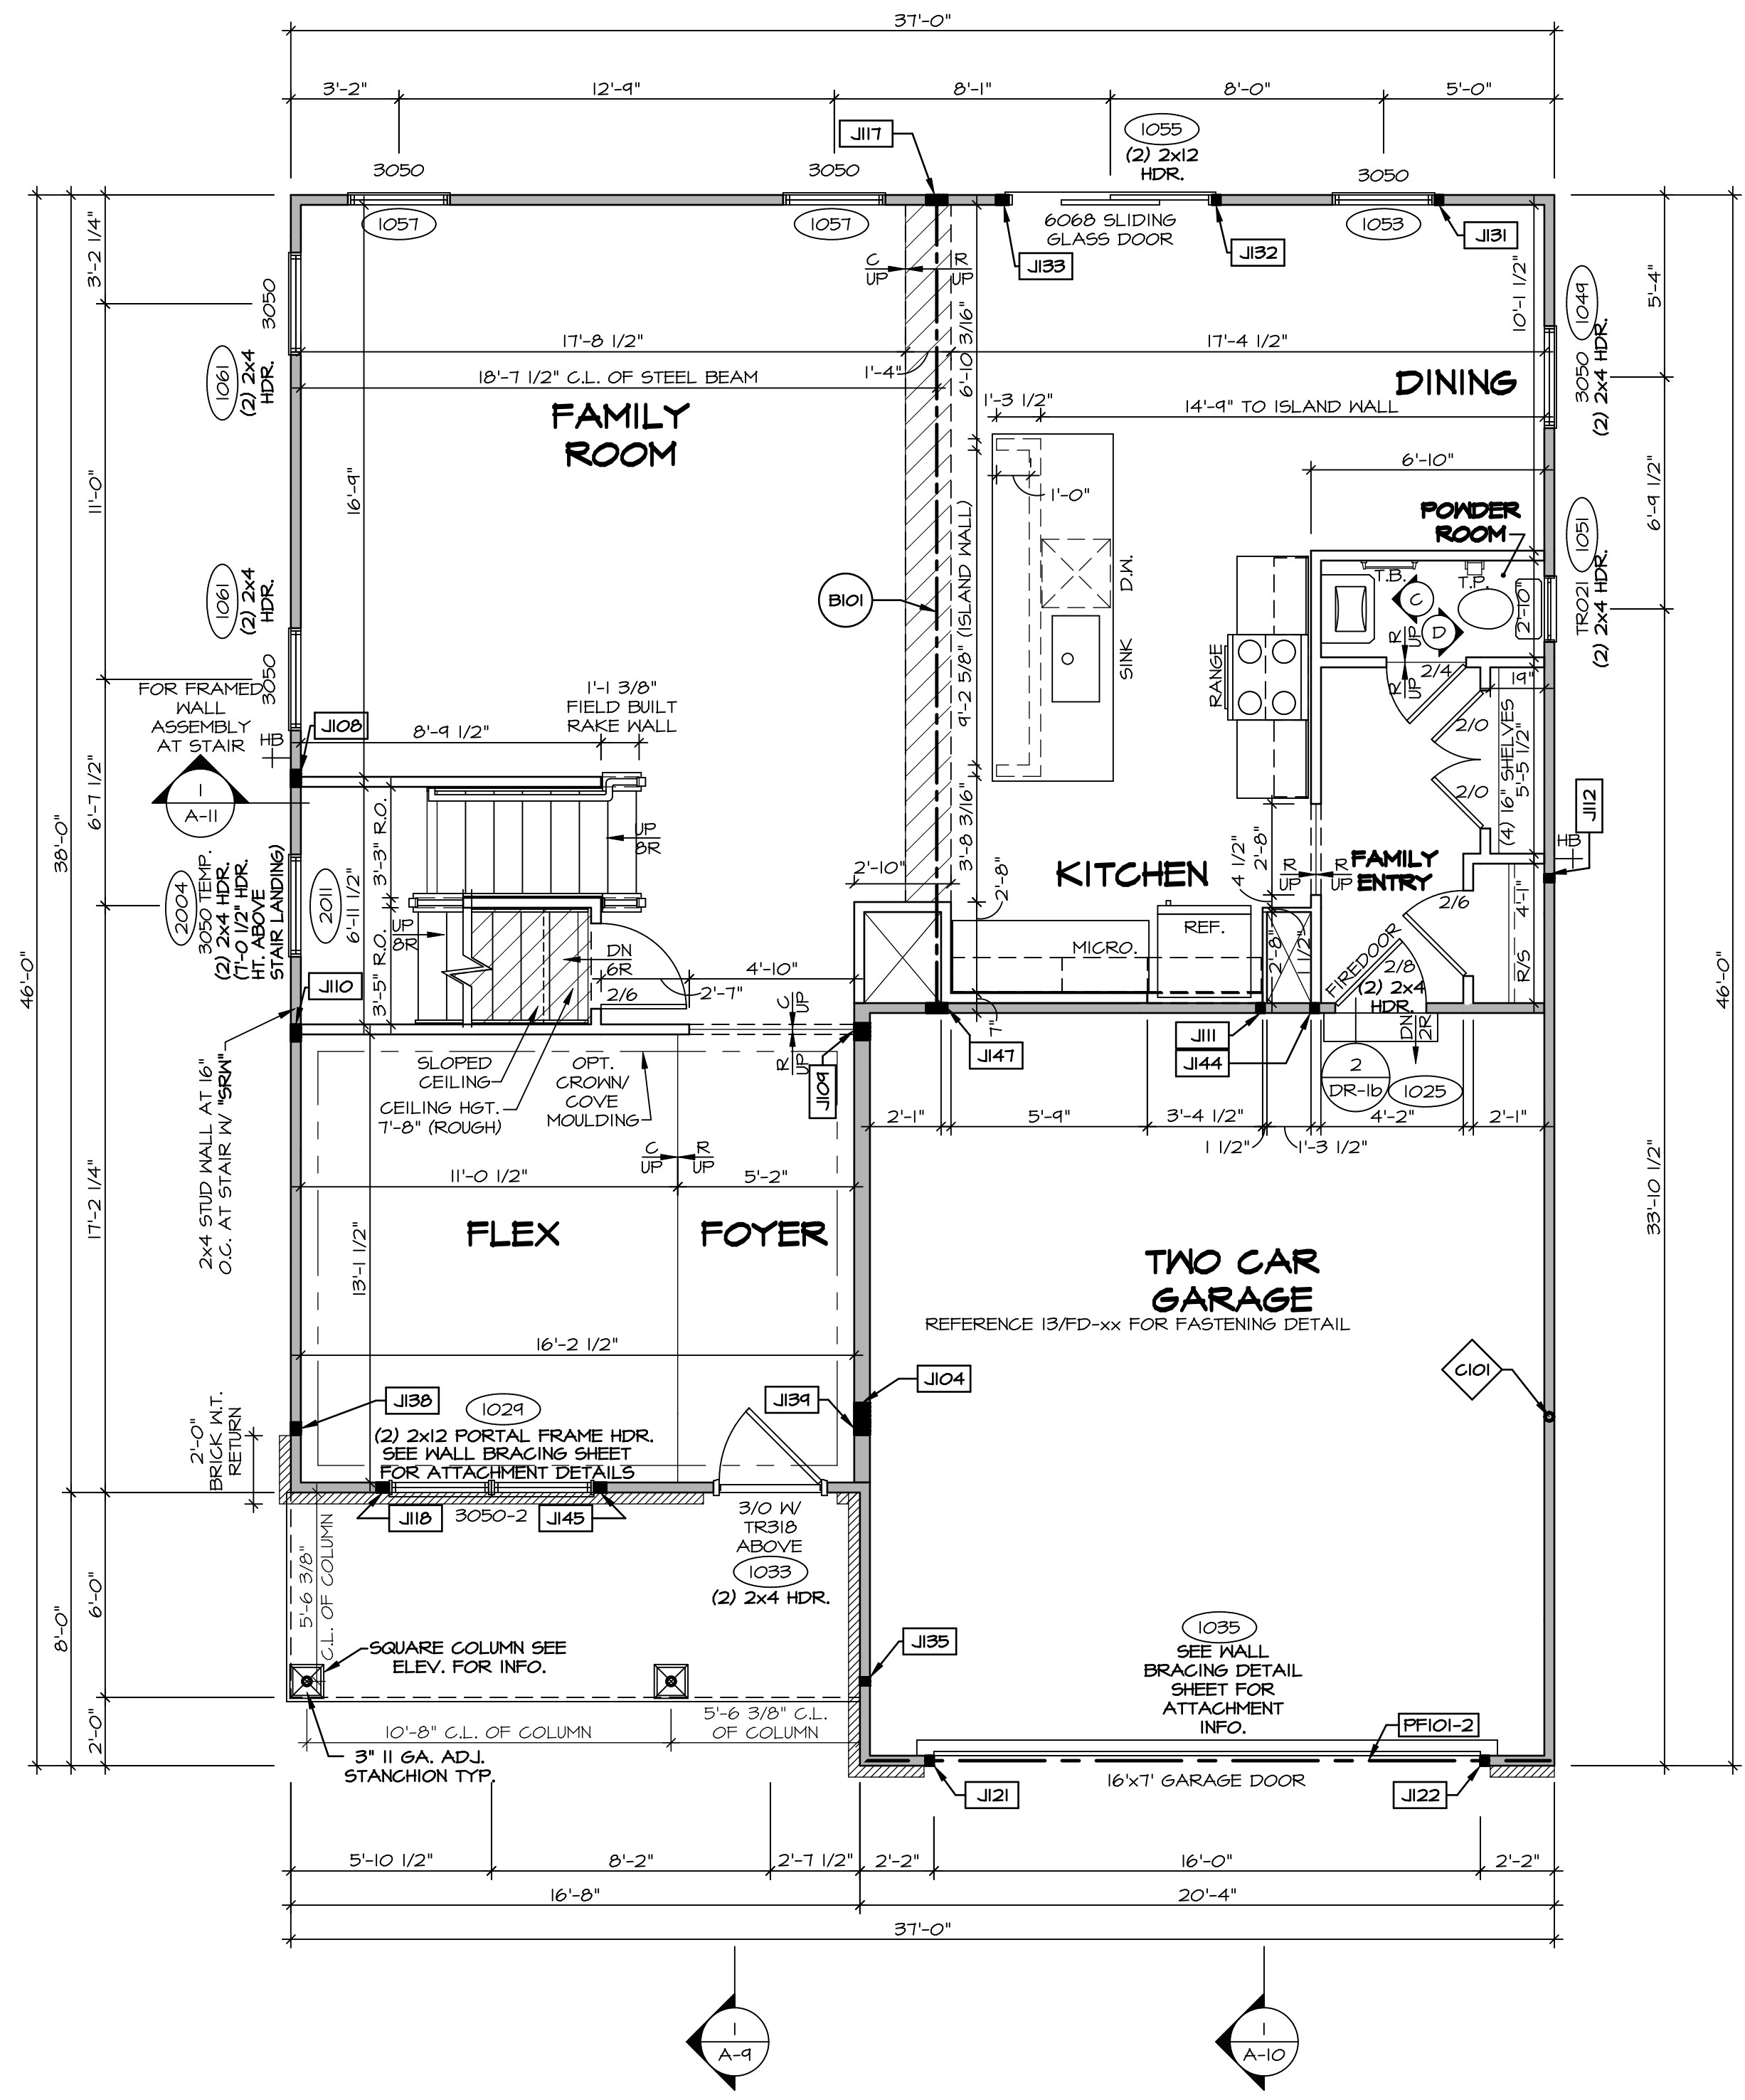 37'-0"
3'-2"
12'-9"
8'-1"
8'-0"
5'-0"
J117
1055
(2) 2x12
HDR.
3050
3050
3050
1057
1057
6068 SLIDING
GLASS DOOR
1053
J131
J133
J132
C
UP
R
UP
3'-2 1/4"
3050
1061
(2) 2x4
HDR.
11'-0"
1061
(2) 2x4
HDR.
3050
10'-1 1/2"
1049
3050
(2) 2x4 HDR.
5'-4"
17'-8 1/2"
1'-4"
6'-10 3/16"
17'-4 1/2"
18'-7 1/2" C.L. OF STEEL BEAM
1'-3 1/2"
14'-9" TO ISLAND WALL
DINING
FAMILY
ROOM
16'-9"
6'-10"
1'-0"
POWDER
ROOM
6'-9 1/2"
1051
TR021
(2) 2x4 HDR.
T.B.
T.P.
C
D
2'-10"
R
UP
R
UP
2/4
19"
B101
9'-2 5/8" (ISLAND WALL)
D.W.
SINK
RANGE
2/0
2/0
(4) 16" SHELVES
5'-5 1/2"
FOR FRAMED
WALL
ASSEMBLY
AT STAIR
HB
J108
1
A-11
8'-9 1/2"
1'-1 3/8"
FIELD BUILT
RAKE WALL
6'-7 1/2"
38'-0"
46'-0"
UP
8R
3'-3" R.O.
6'-11 1/2"
3'-5" R.O.
UP
8R
2004
3050 TEMP.
(2) 2x4 HDR.
(7'-0 1/2" HDR.
HT. ABOVE
STAIR LANDING)
2011
J110
DN
6R
2/6
2'-7"
4'-10"
2'-10"
3'-8 3/16"
2'-8"
KITCHEN
4 1/2"
2'-8"
R
UP
R
UP
FAMILY
ENTRY
HB
J112
2/6
4'-1"
R/S
REF.
MICRO.
2'-8"
1 1/2"
FIREDOOR
2/8
(2) 2x4
HDR.
DN
2R
46'-0"
7"
J147
J111
J144
2
DR-1b
1025
C
UP
R
UP
J109
SLOPED
CEILING
CEILING HGT.
7'-8" (ROUGH)
OPT.
CROWN/
COVE
MOULDING
2x4 STUD WALL AT 16"
O.C. AT STAIR W/ "SRW"
2'-1"
5'-9"
3'-4 1/2"
1 1/2"
1'-3 1/2"
4'-2"
2'-1"
C
UP
R
UP
11'-0 1/2"
5'-2"
17'-2 1/4"
33'-10 1/2"
FLEX
FOYER
13'-1 1/2"
TWO CAR
GARAGE
REFERENCE 13/FD-xx FOR FASTENING DETAIL
16'-2 1/2"
C101
J138
1029
J139
J104
(2) 2x12 PORTAL FRAME HDR.
SEE WALL BRACING SHEET
FOR ATTACHMENT DETAILS
2'-0"
BRICK W.T.
RETURN
J118
3050-2
J145
3/0 W/
TR318
ABOVE
1033
(2) 2x4 HDR.
5'-6 3/8"
C.L. OF COLUMN
6'-0"
8'-0"
2'-0"
SQUARE COLUMN SEE
ELEV. FOR INFO.
J135
1035
SEE WALL
BRACING DETAIL
SHEET FOR
ATTACHMENT
INFO.
PF101-2
10'-8" C.L. OF COLUMN
5'-6 3/8" C.L.
OF COLUMN
3" 11 GA. ADJ.
STANCHION TYP.
J121
16'x7' GARAGE DOOR
J122
5'-10 1/2"
8'-2"
2'-7 1/2"
2'-2"
16'-0"
2'-2"
16'-8"
20'-4"
37'-0"
1
A-9
1
A-10